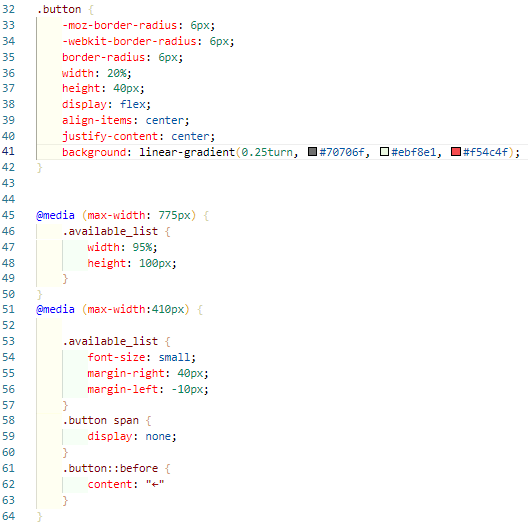 32 .button {
33     -moz-border-radius: 6px;
34     -webkit-border-radius: 6px;
35     border-radius: 6px;
36     width: 20%;
37     height: 40px;
38     display: flex;
39     align-items: center;
40     justify-content: center;
41     background: linear-gradient(0.25turn, #70706f, #ebf8e1, #f54c4f);
42 }
43
44
45 @media (max-width: 775px) {
46     .available_list {
47         width: 95%;
48         height: 100px;
49     }
50 }
51 @media (max-width:410px) {
52
53     .available_list {
54         font-size: small;
55         margin-right: 40px;
56         margin-left: -10px;
57     }
58     .button span {
59         display: none;
60     }
61     .button::before {
62         content: "←"
63     }
64 }